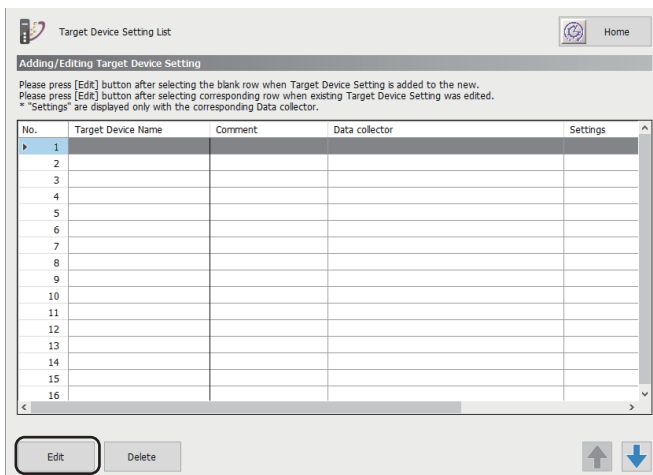 Target Device Setting List
Home
Adding/Editing Target Device Setting
Please press [Edit] button after selecting the blank row when Target Device Setting is added to the new.
Please press [Edit] button after selecting corresponding row when existing Target Device Setting was edited.
* "Settings" are displayed only with the corresponding Data collector.
No. Target Device Name Comment Data collector Settings
1
2
3
4
5
6
7
8
9
10
11
12
13
14
15
16
Edit Delete